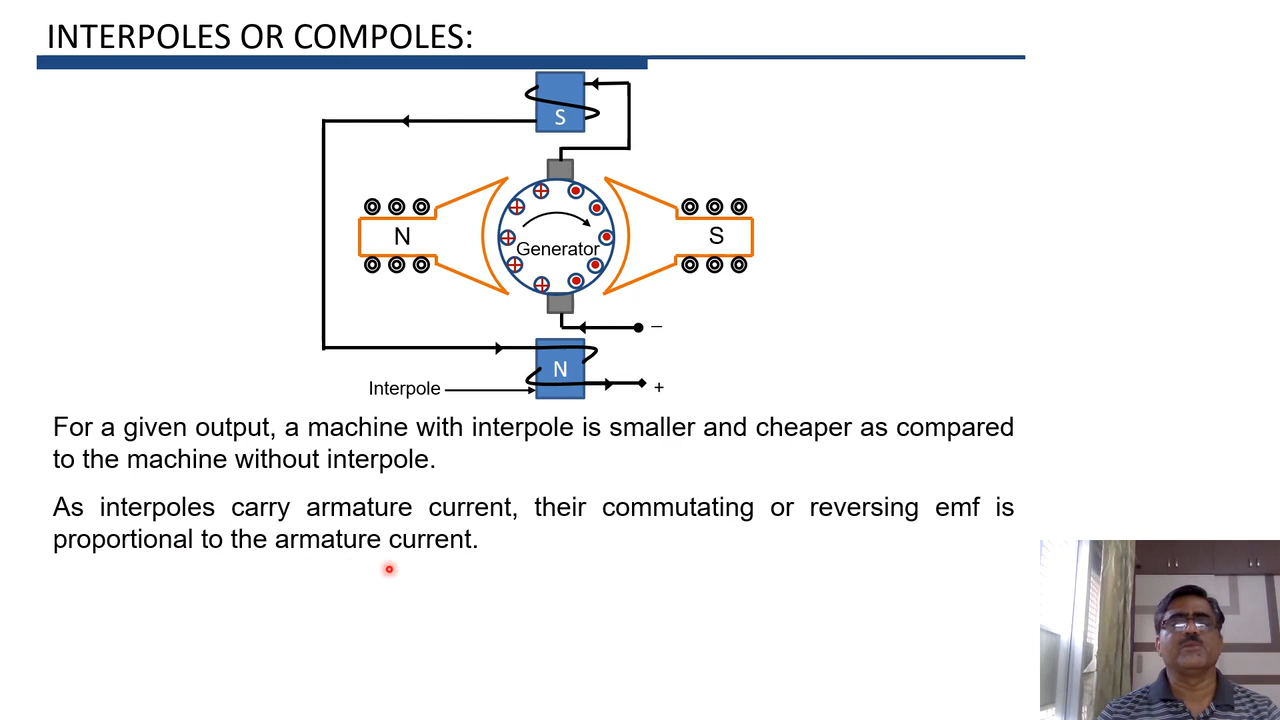 INTERPOLES OR COMPOLES:
S
N
Generator
S
–
N
Interpole
+
For a given output, a machine with interpole is smaller and cheaper as compared
to the machine without interpole.
As interpoles carry armature current, their commutating or reversing emf is
proportional to the armature current.